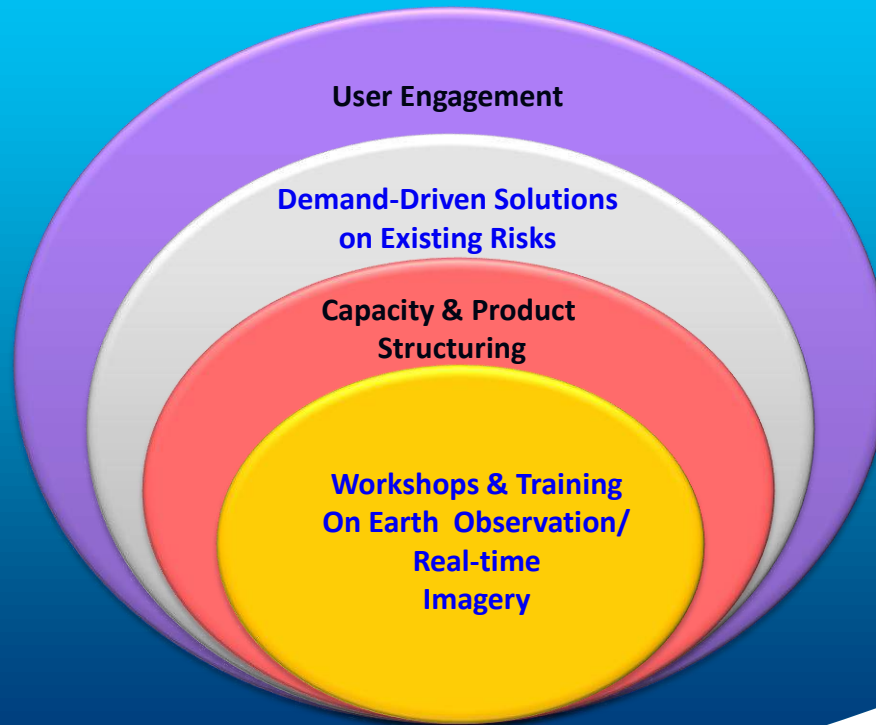 User Engagement
Demand-Driven Solutions
on Existing Risks
Capacity & Product
Structuring
Workshops & Training
On Earth Observation/
Real-time
Imagery